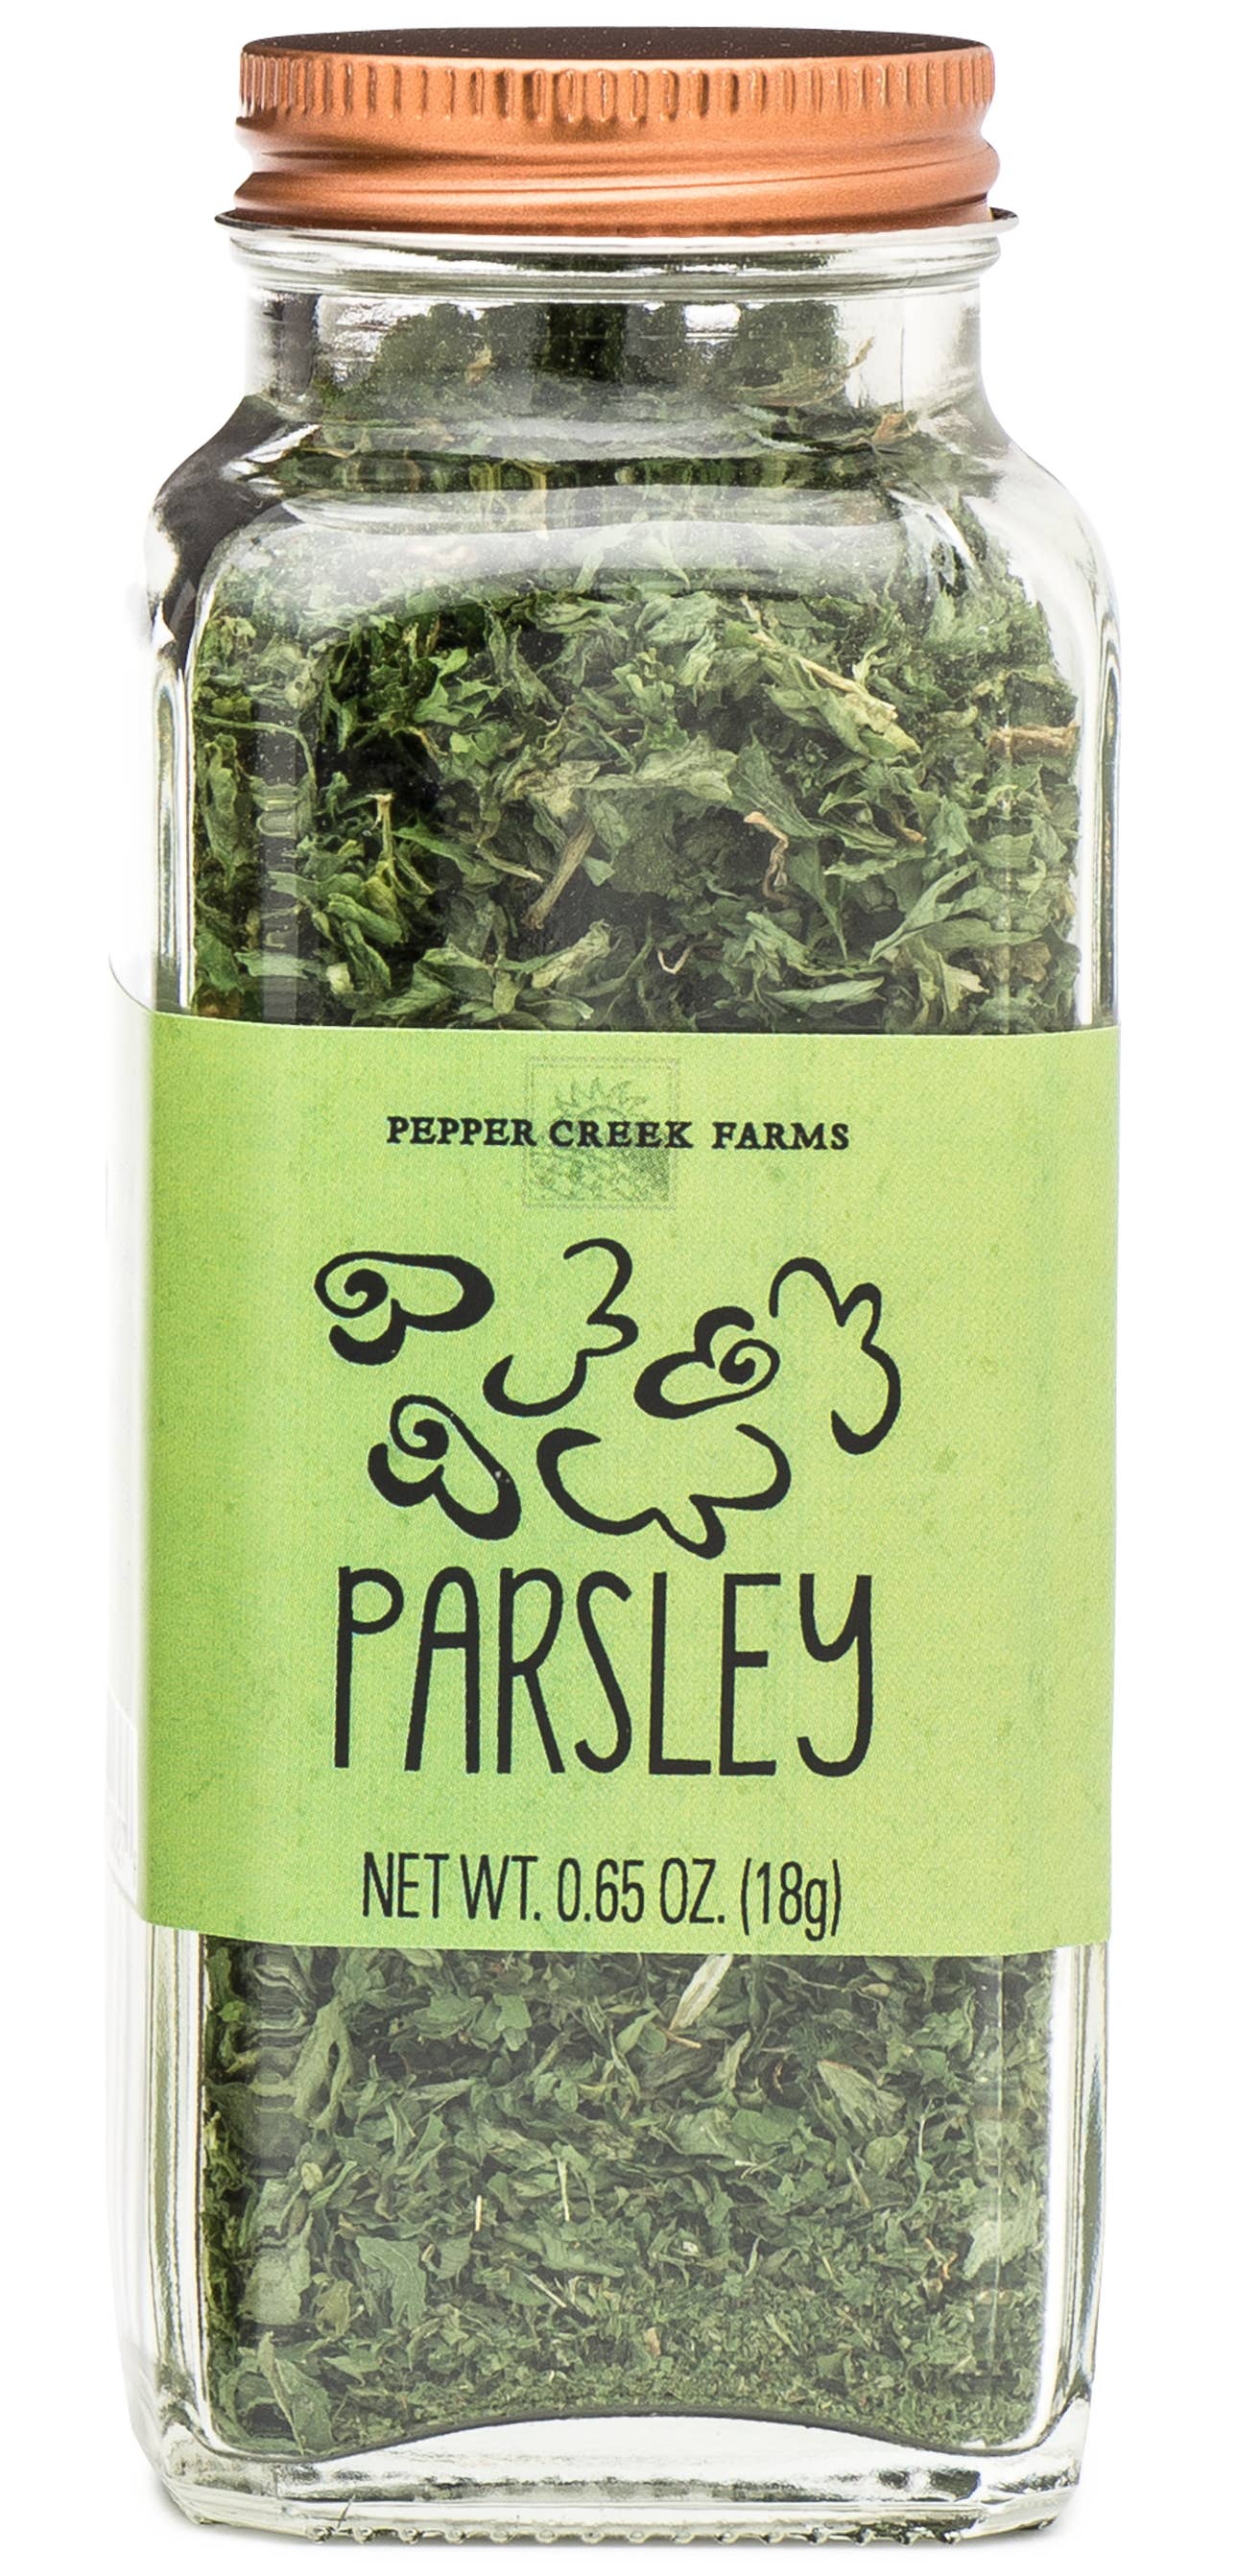 PEPPER CREEK FARMS
PARSLEY
NET WT. 0.65 OZ. (18g)